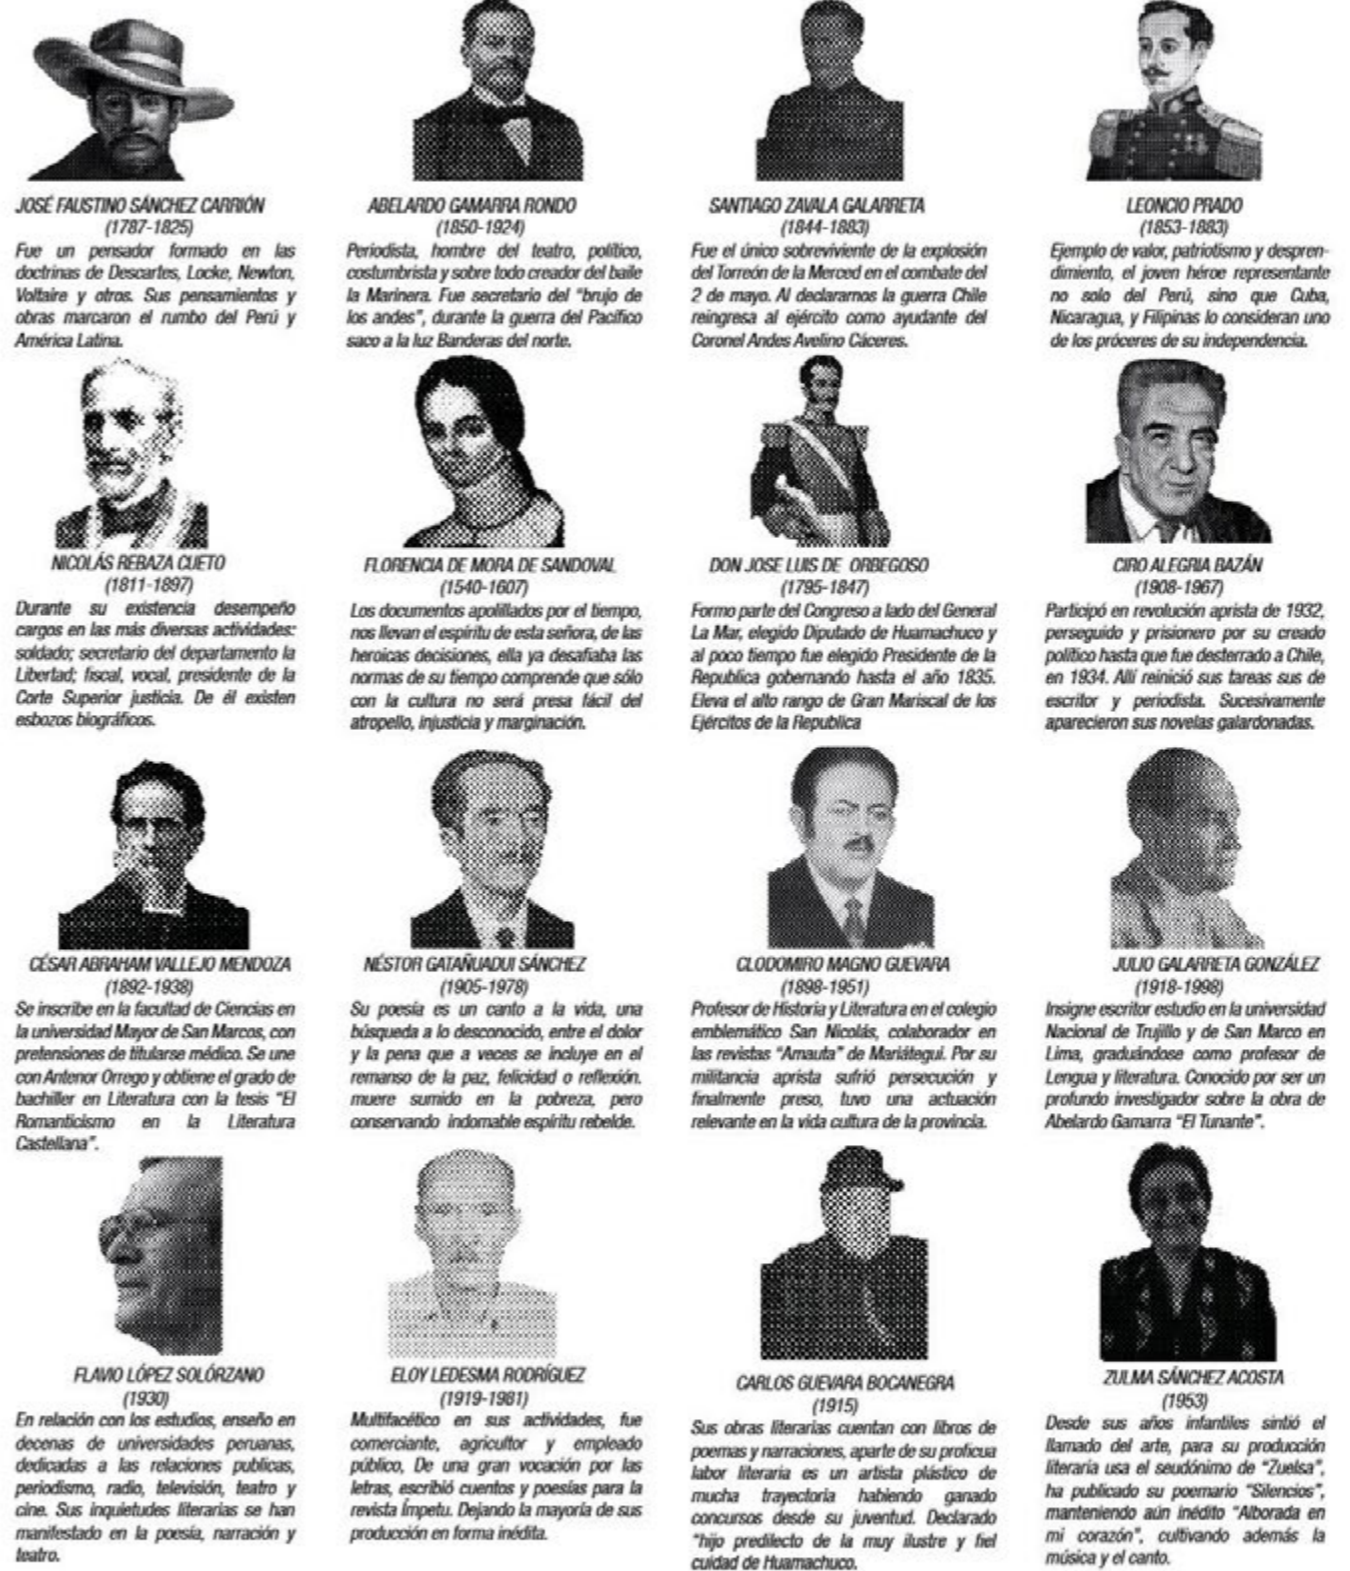 JOSÉ FAUSTINO SÁNCHEZ CARRIÓN
(1787-1825)
Fue un pensador formado en las
doctrinas de Descartes, Locke, Newton,
Voltaire y otros. Sus pensamientos y
obras marcaron el rumbo del Perú y
América Latina.
ABELARDO GAMARRA RONDO
(1850-1924)
Periodista, hombre del teatro, político,
costumbrista y sobre todo creador del baile
la Marinera. Fue secretario del "brujo de
los andes", durante la guerra del Pacífico
saco a la luz Banderas del norte.
SANTIAGO ZAVALA GALARRETA
(1844-1883)
Fue el único sobreviviente de la explosión
del Torreón de la Merced en el combate del
2 de mayo. Al declararnos la guerra Chile
reingresa al ejército como ayudante del
Coronel Andes Avelino Cáceres.
LEONCIO PRADO
(1853-1883)
Ejemplo de valor, patriotismo y despren-
dimiento, el joven héroe representante
no solo del Perú, sino que Cuba,
Nicaragua, y Filipinas lo consideran uno
de los próceres de su independencia.
NICOLÁS REBAZA CUETO
(1811-1897)
Durante su existencia desempeño
cargos en las más diversas actividades:
soldado; secretario del departamento la
Libertad; fiscal, vocal, presidente de la
Corte Superior justicia. De él existen
esbozos biográficos.
FLORENCIA DE MORA DE SANDOVAL
(1540-1607)
Los documentos apolillados por el tiempo,
nos llevan el espíritu de esta señora, de las
heroicas decisiones, ella ya desafiaba las
normas de su tiempo comprende que sólo
con la cultura no será presa fácil del
atropello, injusticia y marginación.
DON JOSE LUIS DE ORBEGOSO
(1795-1847)
Formo parte del Congreso a lado del General
La Mar, elegido Diputado de Huamachuco y
al poco tiempo fue elegido Presidente de la
Republica gobernando hasta el año 1835.
Eleva el alto rango de Gran Mariscal de los
Ejércitos de la Republica
CIRO ALEGRIA BAZÁN
(1908-1967)
Participó en revolución aprista de 1932,
perseguido y prisionero por su creado
político hasta que fue desterrado a Chile,
en 1934. Allí reinició sus tareas sus de
escritor y periodista. Sucesivamente
aparecieron sus novelas galardonadas.
CÉSAR ABRAHAM VALLEJO MENDOZA
(1892-1938)
Se inscribe en la facultad de Ciencias en
la universidad Mayor de San Marcos, con
pretensiones de titularse médico. Se une
con Antenor Orrego y obtiene el grado de
bachiller en Literatura con la tesis "El
Romanticismo en la Literatura
Castellana".
NÉSTOR GATAÑUADUI SÁNCHEZ
(1905-1978)
Su poesía es un canto a la vida, una
búsqueda a lo desconocido, entre el dolor
y la pena que a veces se incluye en el
remanso de la paz, felicidad o reflexión.
muere sumido en la pobreza, pero
conservando indomable espíritu rebelde.
CLODOMIRO MAGNO GUEVARA
(1898-1951)
Profesor de Historia y Literatura en el colegio
emblemático San Nicolás, colaborador en
las revistas "Amauta" de Mariátegui. Por su
militancia aprista sufrió persecución y
finalmente preso, tuvo una actuación
relevante en la vida cultura de la provincia.
JULIO GALARRETA GONZÁLEZ
(1918-1998)
Insigne escritor estudio en la universidad
Nacional de Trujillo y de San Marco en
Lima, graduándose como profesor de
Lengua y literatura. Conocido por ser un
profundo investigador sobre la obra de
Abelardo Gamarra "El Tunante".
FLAVIO LÓPEZ SOLÓRZANO
(1930)
En relación con los estudios, enseño en
decenas de universidades peruanas,
dedicadas a las relaciones publicas,
periodismo, radio, televisión, teatro y
cine. Sus inquietudes literarias se han
manifestado en la poesía, narración y
teatro.
ELOY LEDESMA RODRÍGUEZ
(1919-1981)
Multifacético en sus actividades, fue
comerciante, agricultor y empleado
público, De una gran vocación por las
letras, escribió cuentos y poesías para la
revista Ímpetu. Dejando la mayoría de sus
producción en forma inédita.
CARLOS GUEVARA BOCANEGRA
(1915)
Sus obras literarias cuentan con libros de
poemas y narraciones, aparte de su proficua
labor literaria es un artista plástico de
mucha trayectoria habiendo ganado
concursos desde su juventud. Declarado
"hijo predilecto de la muy ilustre y fiel
cuidad de Huamachuco.
ZULMA SÁNCHEZ ACOSTA
(1953)
Desde sus años infantiles sintió el
llamado del arte, para su producción
literaria usa el seudónimo de "Zuelsa",
ha publicado su poemario "Silencios",
manteniendo aún inédito "Alborada en
mi corazón", cultivando además la
música y el canto.